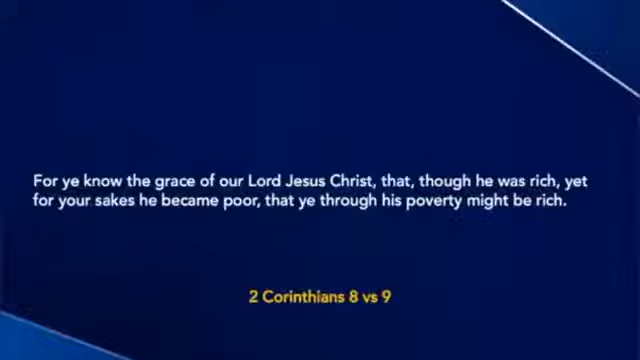 For ye know the grace of our Lord Jesus Christ, that, though he was rich, yet
for your sakes he became poor, that ye through his poverty might be rich.
2 Corinthians 8 vs 9